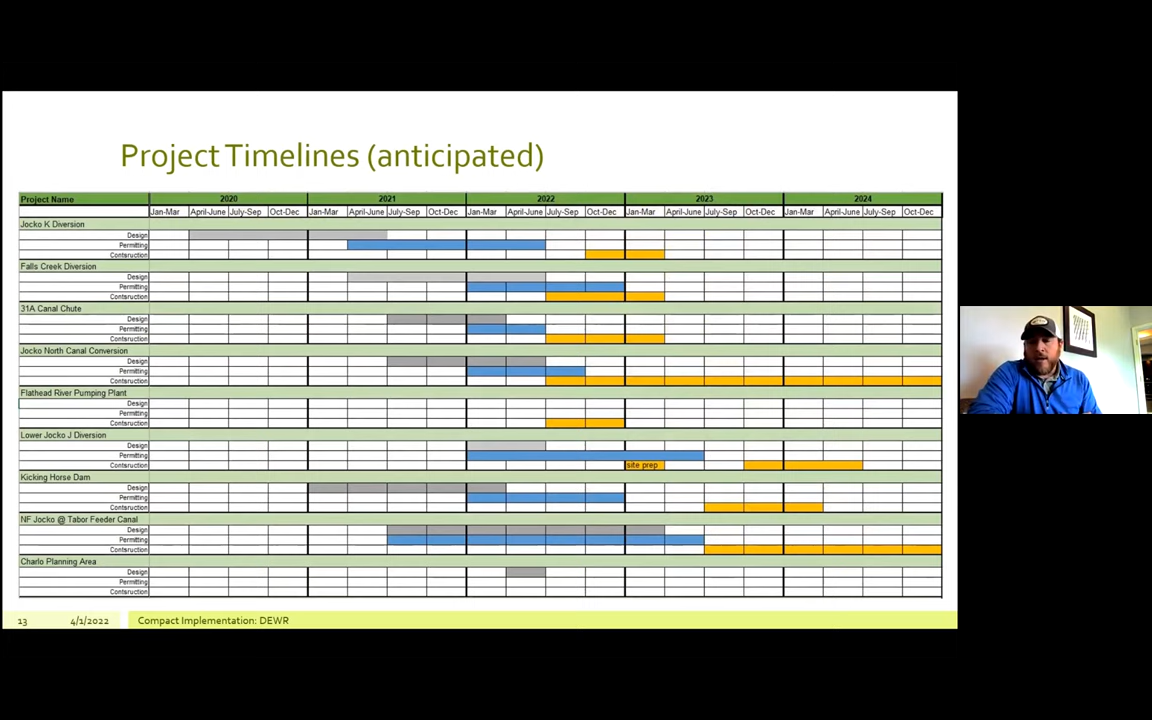 Project Timelines (anticipated)
Project Name 2020 2021 2022 2023 2024
Jan-Mar April-June July-Sep Oct-Dec Jan-Mar April-June July-Sep Oct-Dec Jan-Mar April-June July-Sep Oct-Dec Jan-Mar April-June July-Sep Oct-Dec Jan-Mar April-June July-Sep Oct-Dec
Jocko K Diversion
Design
Permitting
Contsruction
Falls Creek Diversion
Design
Permitting
Contsruction
31A Canal Chute
Design
Permitting
Contsruction
Jocko North Canal Conversion
Design
Permitting
Contsruction
Flathead River Pumping Plant
Design
Permitting
Contsruction
Lower Jocko J Diversion
Design
Permitting
Contsruction site prep
Kicking Horse Dam
Design
Permitting
Contsruction
NF Jocko @ Tabor Feeder Canal
Design
Permitting
Contsruction
Charlo Planning Area
Design
Permitting
Contsruction
13 4/1/2022 Compact Implementation: DEWR